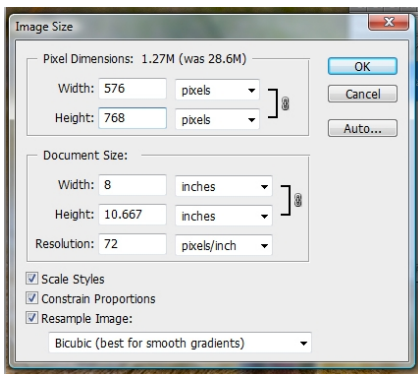 Image Size
Pixel Dimensions: 1.27M (was 28.6M)
Width: 576 pixels
Height: 768 pixels
OK
Cancel
Auto...
Document Size:
Width: 8 inches
Height: 10.667 inches
Resolution: 72 pixels/inch
Scale Styles
Constrain Proportions
Resample Image:
Bicubic (best for smooth gradients)